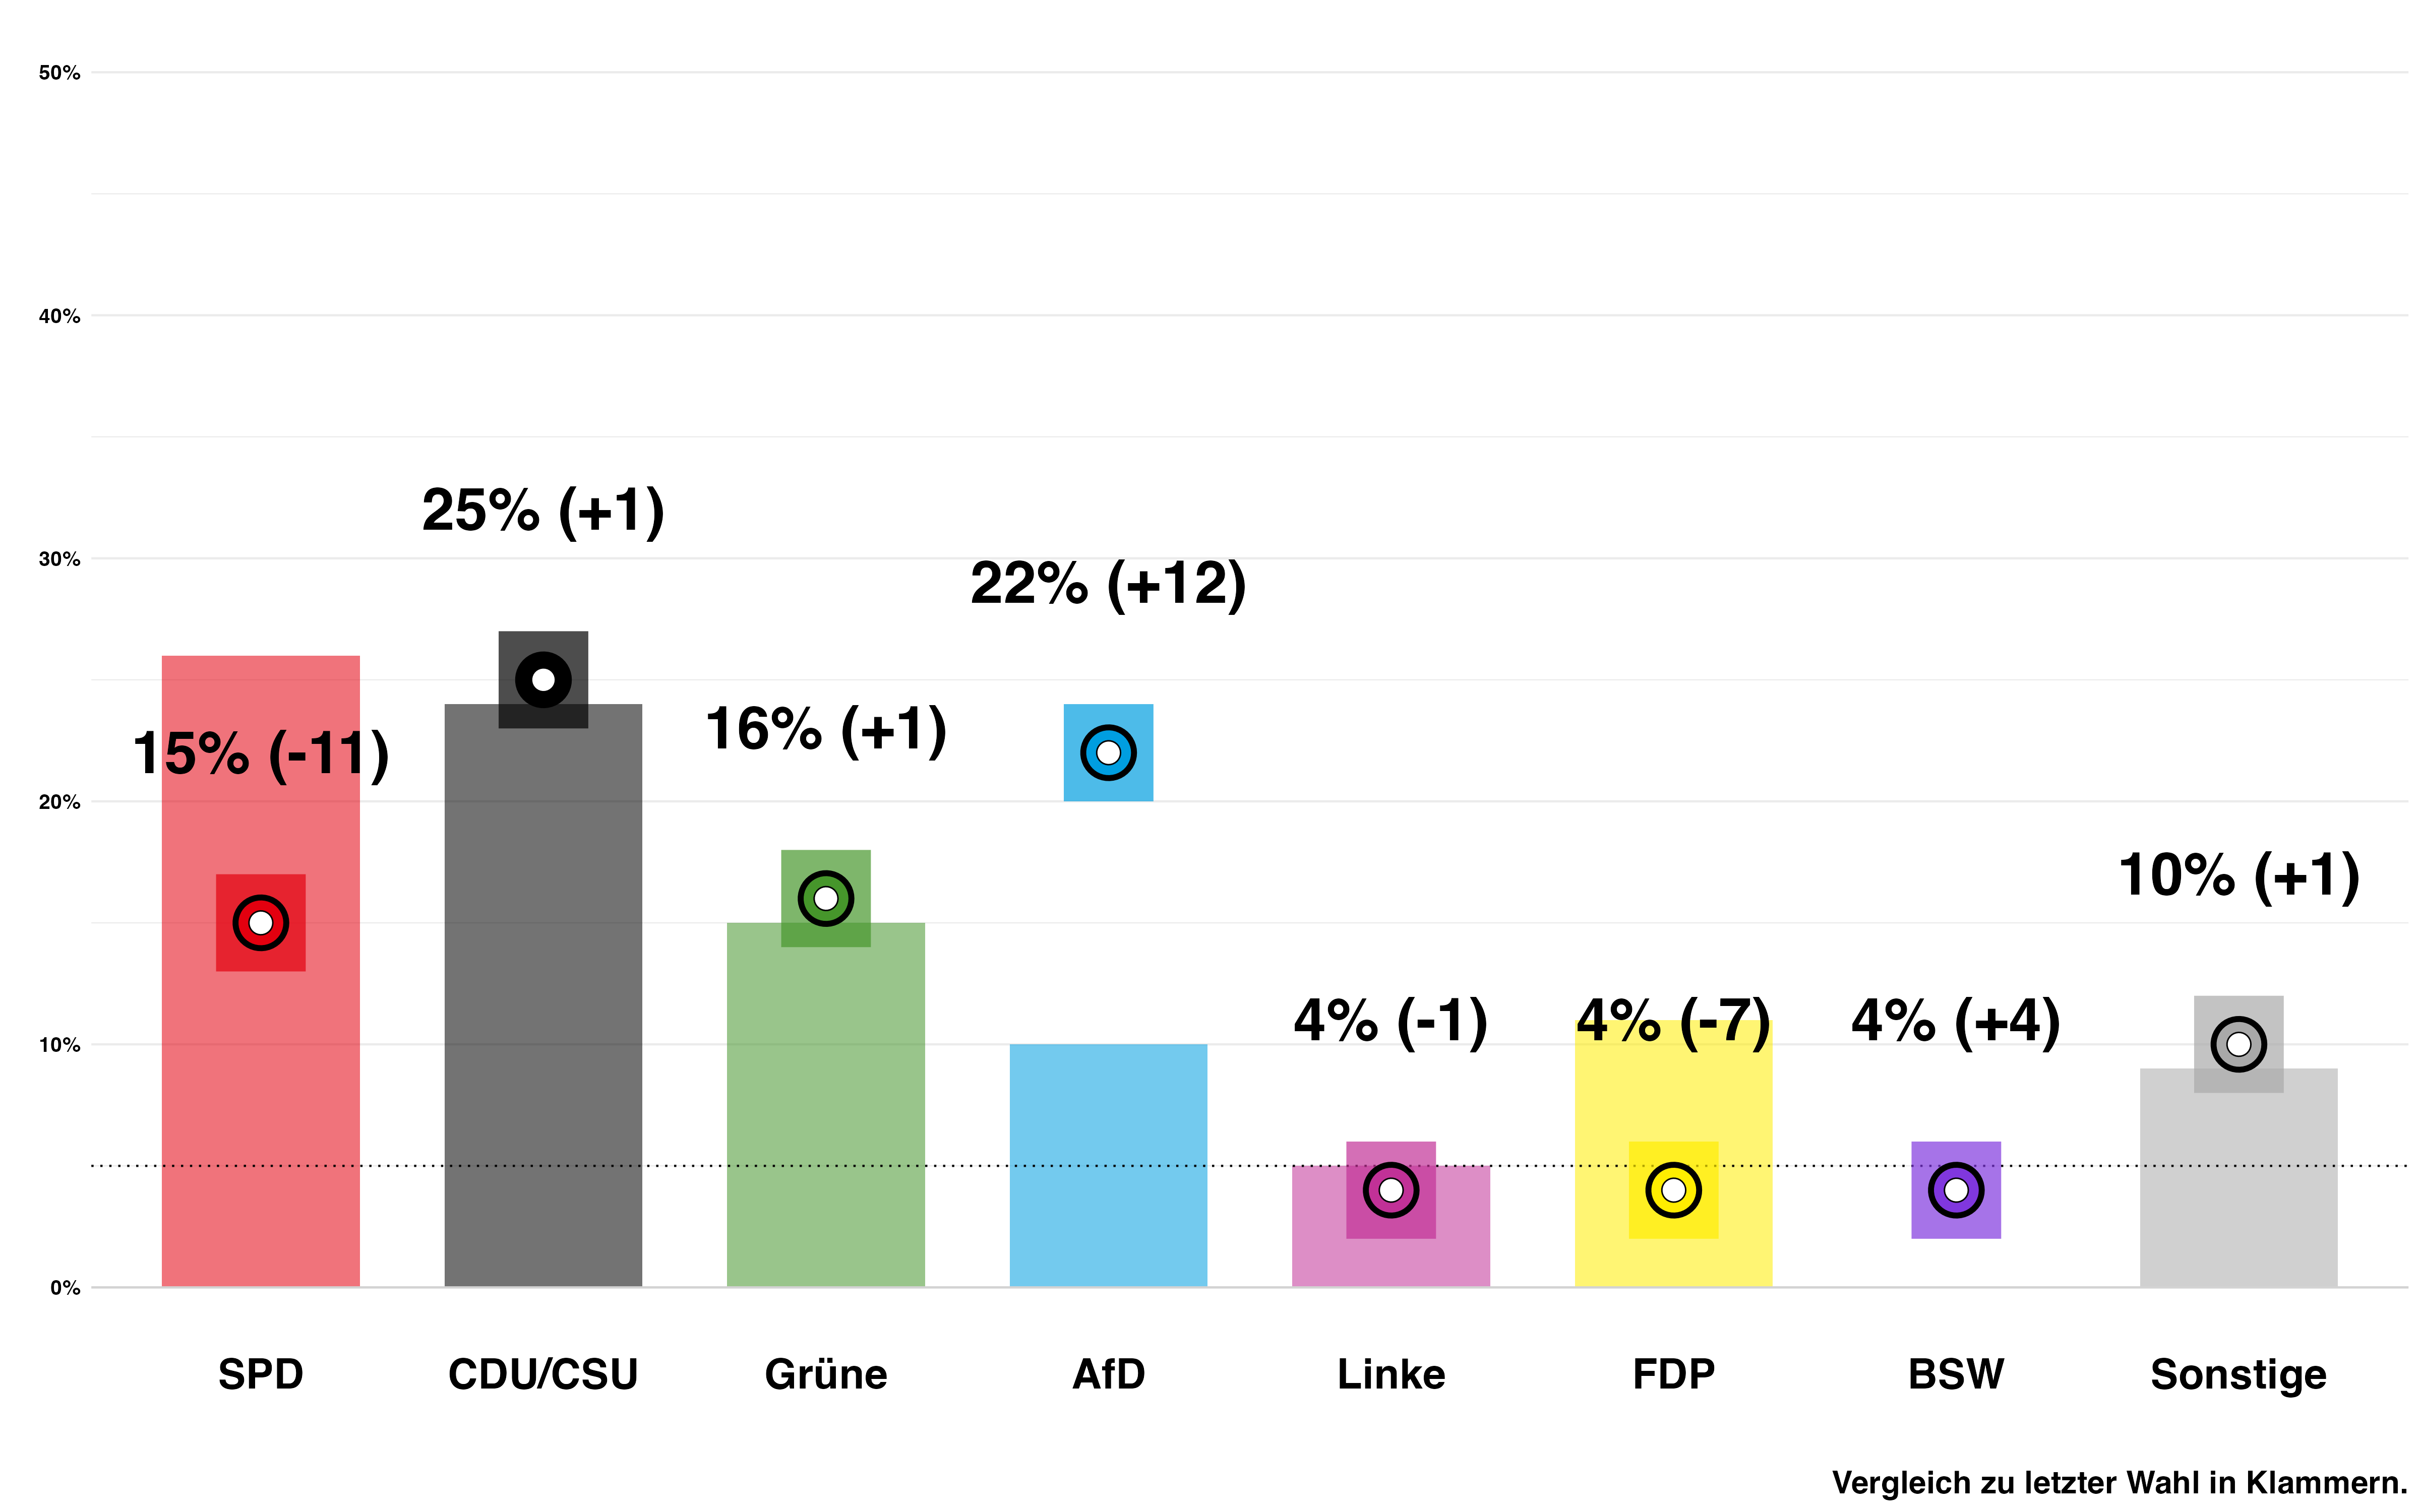 50%
40%
30%
20%
10%
0%
25% (+1)
22% (+12)
16% (+1)
15% (-11)
10% (+1)
4% (-1)
4% (-7)
4% (+4)
SPD
CDU/CSU
Grüne
AfD
Linke
FDP
BSW
Sonstige
Vergleich zu letzter Wahl in Klammern.